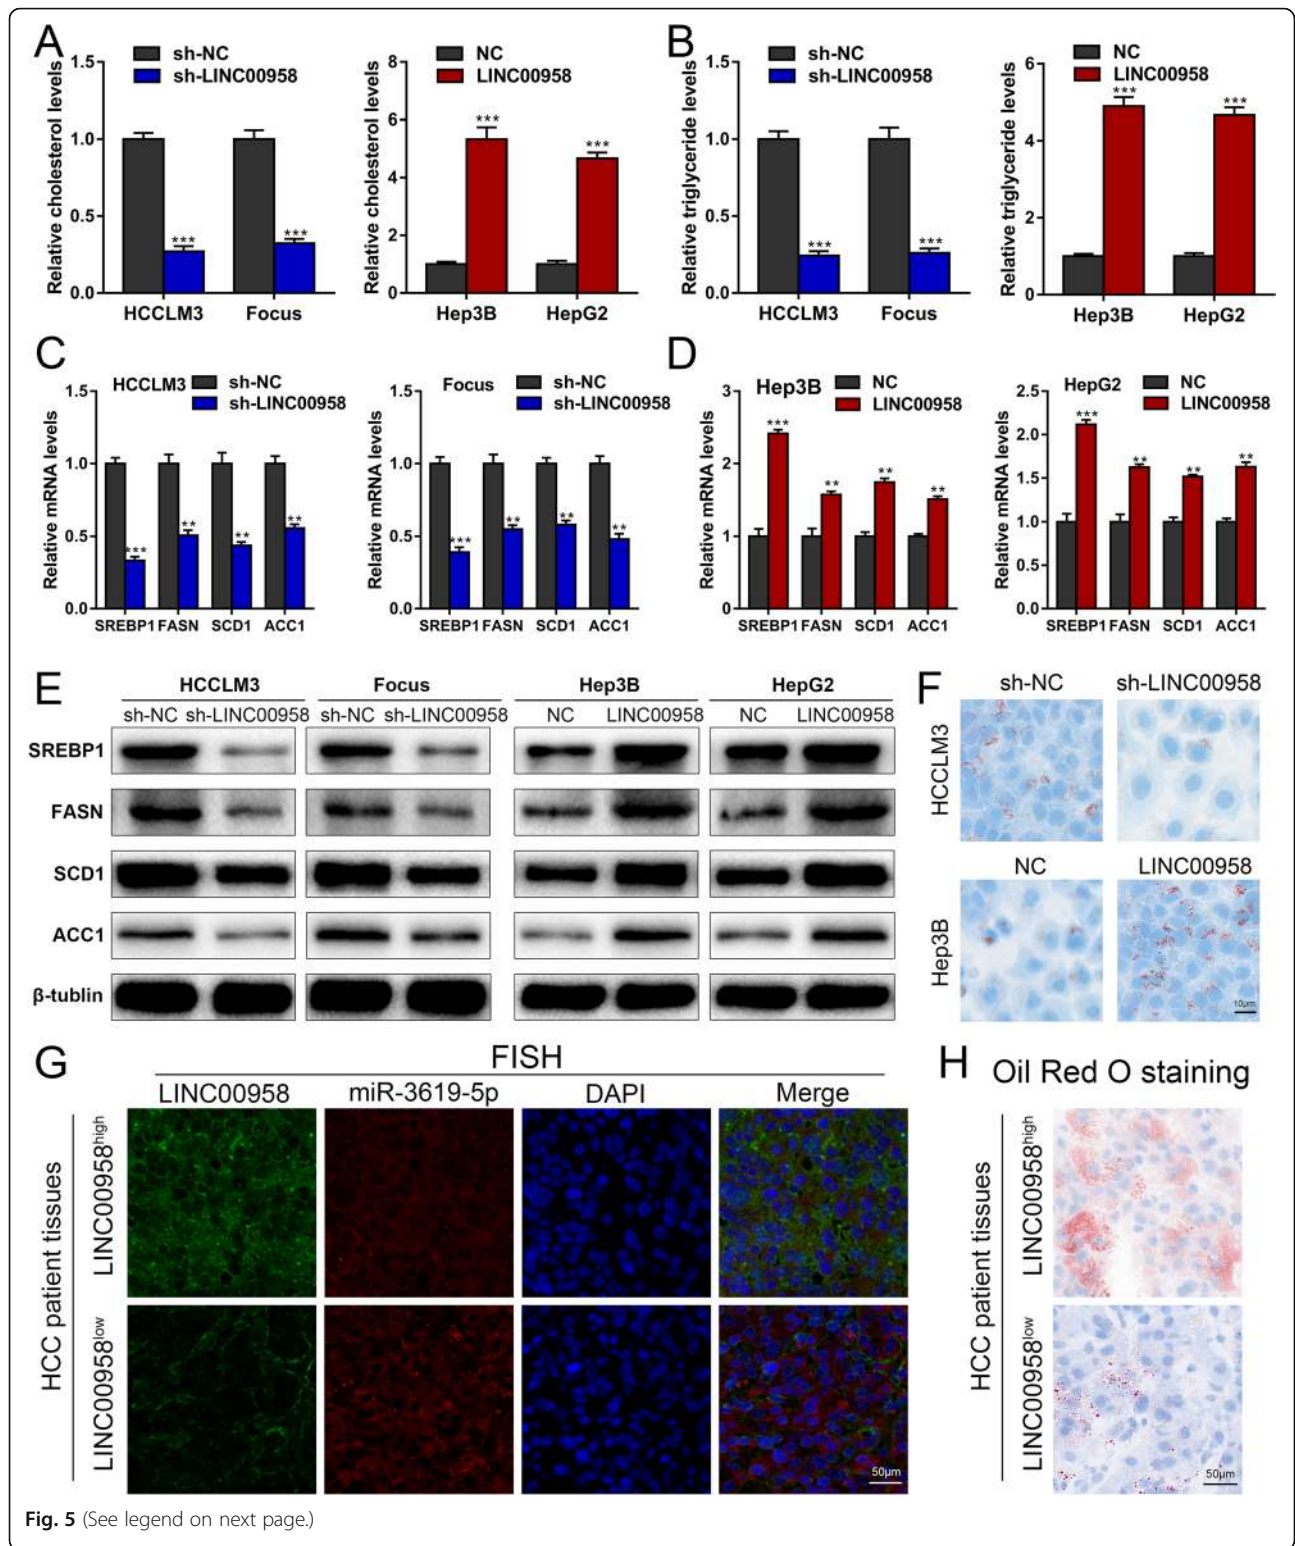 A
sh-NC
sh-LINC00958
Relative cholesterol levels
1.5
1.0
0.5
0.0
***
***
HCCLM3 Focus
NC
LINC00958
Relative cholesterol levels
8
6
4
2
0
***
***
Hep3B HepG2
B
sh-NC
sh-LINC00958
Relative triglyceride levels
1.5
1.0
0.5
0.0
***
***
HCCLM3 Focus
NC
LINC00958
Relative triglyceride levels
6
4
2
0
***
***
Hep3B HepG2
C
HCCLM3
sh-NC
sh-LINC00958
Relative mRNA levels
1.5
1.0
0.5
0.0
***
**
**
**
SREBP1 FASN SCD1 ACC1
Focus
sh-NC
sh-LINC00958
Relative mRNA levels
1.5
1.0
0.5
0.0
***
**
**
**
SREBP1 FASN SCD1 ACC1
D
Hep3B
NC
LINC00958
Relative mRNA levels
3
2
1
0
***
**
**
**
SREBP1 FASN SCD1 ACC1
HepG2
NC
LINC00958
Relative mRNA levels
2.5
2.0
1.5
1.0
0.5
0.0
***
**
**
**
SREBP1 FASN SCD1 ACC1
E
HCCLM3 Focus Hep3B HepG2
sh-NC sh-LINC00958 sh-NC sh-LINC00958 NC LINC00958 NC LINC00958
SREBP1
FASN
SCD1
ACC1
β-tublin
F
sh-NC sh-LINC00958
HCCLM3
NC LINC00958
Hep3B
10μm
G
FISH
LINC00958 miR-3619-5p DAPI Merge
HCC patient tissues
LINC00958high
LINC00958low
50μm
H Oil Red O staining
HCC patient tissues
LINC00958high
LINC00958low
50μm
Fig. 5 (See legend on next page.)